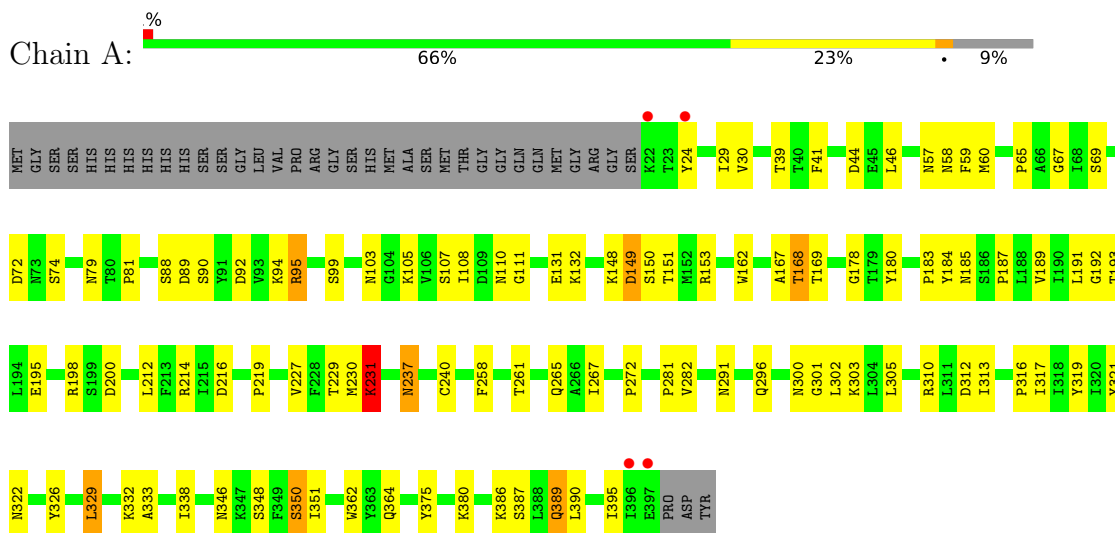 .%
Chain A:
66% 23% • 9%
MET GLY SER SER HIS HIS HIS HIS HIS HIS SER SER GLY LEU VAL PRO ARG GLY SER HIS MET ALA SER MET THR GLY GLY GLN GLN MET GLY ARG GLY SER K22 T23 Y24 I29 V30 T39 T40 F41 D44 E45 L46 N57 N58 F59 M60 P65 A66 G67 I68 S69
D72 N73 S74 N79 T80 P81 S88 D89 S90 Y91 D92 V93 K94 R95 S99 N103 G104 K105 V106 S107 I108 D109 N110 G111 E131 K132 K148 D149 S150 T151 M152 R153 W162 A167 T168 T169 G178 T179 Y180 P183 Y184 N185 S186 P187 L188 V189 I190 L191 G192 T193
L194 E195 R198 S199 D200 L212 F213 R214 I215 D216 P219 V227 F228 T229 M230 K231 N237 C240 F258 T261 Q265 A266 I267 P272 P281 V282 N291 Q296 N300 G301 L302 K303 L304 L305 R310 L311 D312 I313 P316 I317 I318 Y319 I320 Y321
N322 Y326 L329 K332 A333 I338 N346 K347 S348 F349 S350 I351 W362 Y363 Q364 Y375 K380 K386 S387 L388 Q389 L390 I395 I396 E397 PRO ASP TYR